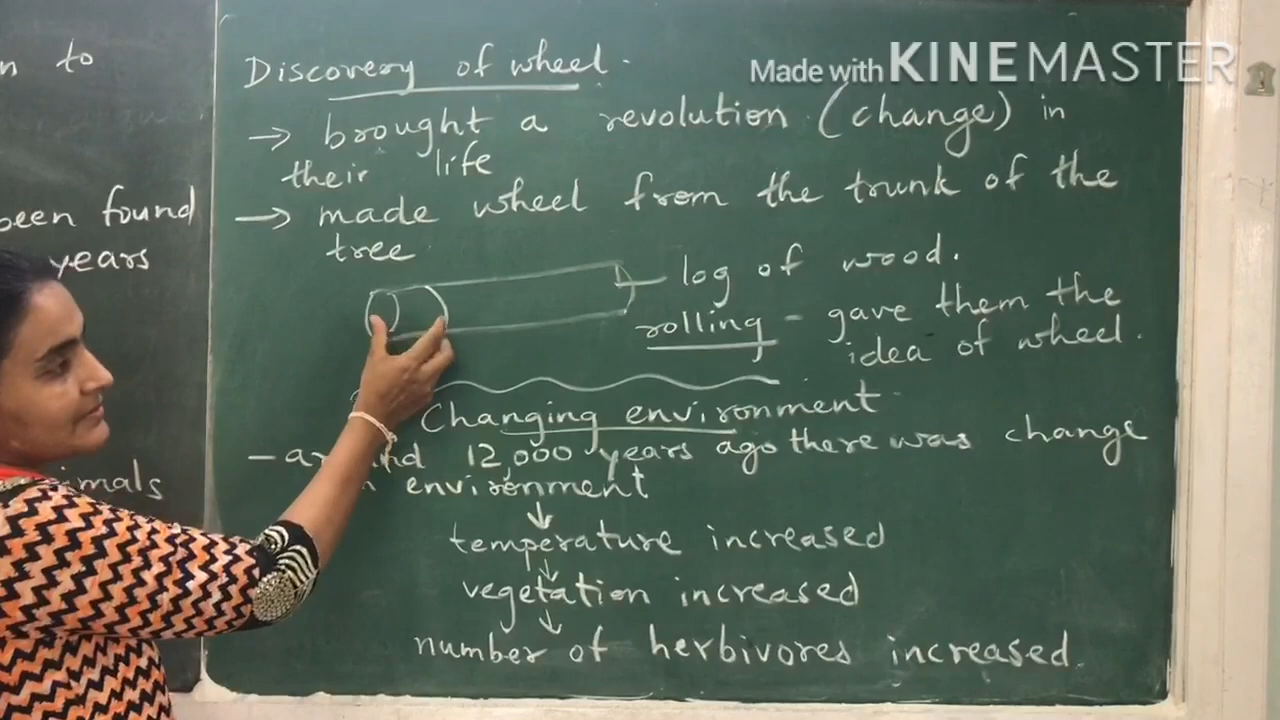 n to
been found
years
imals
Made with KINEMASTER
Discovery of wheel.
→ brought a revolution (change) in
their life
→ made wheel from the trunk of the
tree
log of wood.
rolling - gave them the
idea of wheel.
Changing environment
- around 12,000 years ago there was change
environment
↓
temperature increased
↓
vegetation increased
↓
number of herbivores increased.